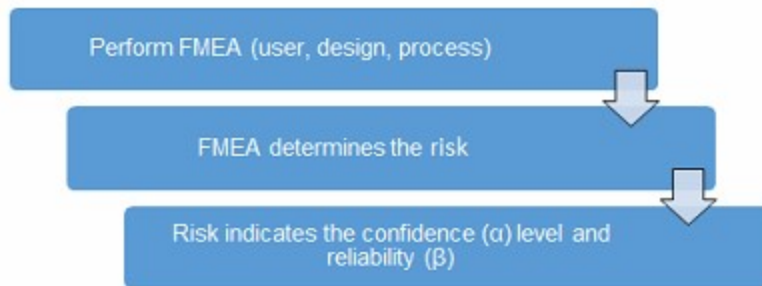 Perform FMEA (user, design, process)
FMEA determines the risk
Risk indicates the confidence (α) level and
reliability (β)